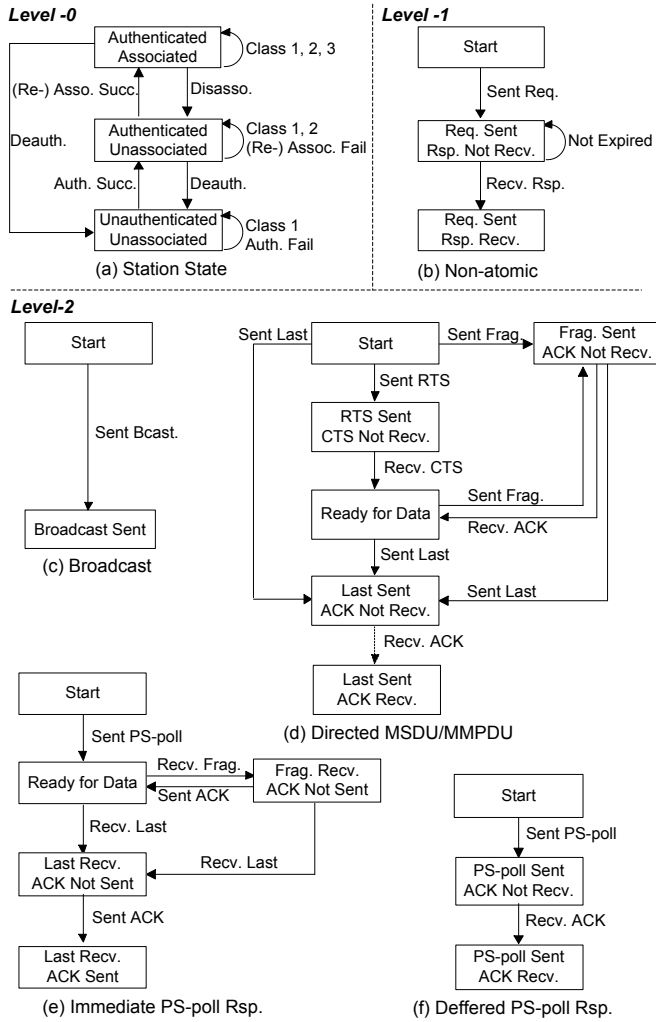 Level -0
Authenticated
Associated
Class 1, 2, 3
(Re-) Asso. Succ.
Disasso.
Deauth.
Authenticated
Unassociated
Class 1, 2
(Re-) Assoc. Fail
Auth. Succ.
Deauth.
Unauthenticated
Unassociated
Class 1
Auth. Fail
(a) Station State
Level -1
Start
Sent Req.
Req. Sent
Rsp. Not Recv.
Not Expired
Recv. Rsp.
Req. Sent
Rsp. Recv.
(b) Non-atomic
Level-2
Start
Sent Bcast.
Broadcast Sent
(c) Broadcast
Sent Last
Start
Sent Frag.
Frag. Sent
ACK Not Recv.
Sent RTS
RTS Sent
CTS Not Recv.
Recv. CTS
Ready for Data
Sent Frag.
Recv. ACK
Sent Last
Last Sent
ACK Not Recv.
Sent Last
Recv. ACK
Last Sent
ACK Recv.
(d) Directed MSDU/MMPDU
Start
Sent PS-poll
Ready for Data
Recv. Frag.
Sent ACK
Frag. Recv.
ACK Not Sent
Recv. Last
Last Recv.
ACK Not Sent
Recv. Last
Sent ACK
Last Recv.
ACK Sent
(e) Immediate PS-poll Rsp.
Start
Sent PS-poll
PS-poll Sent
ACK Not Recv.
Recv. ACK
PS-poll Sent
ACK Recv.
(f) Deffered PS-poll Rsp.